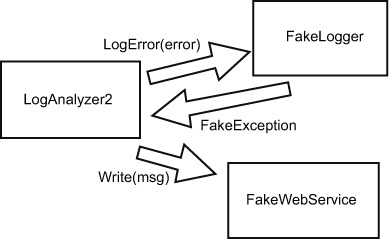 LogError(error)
FakeLogger
LogAnalyzer2
FakeException
Write(msg)
FakeWebService